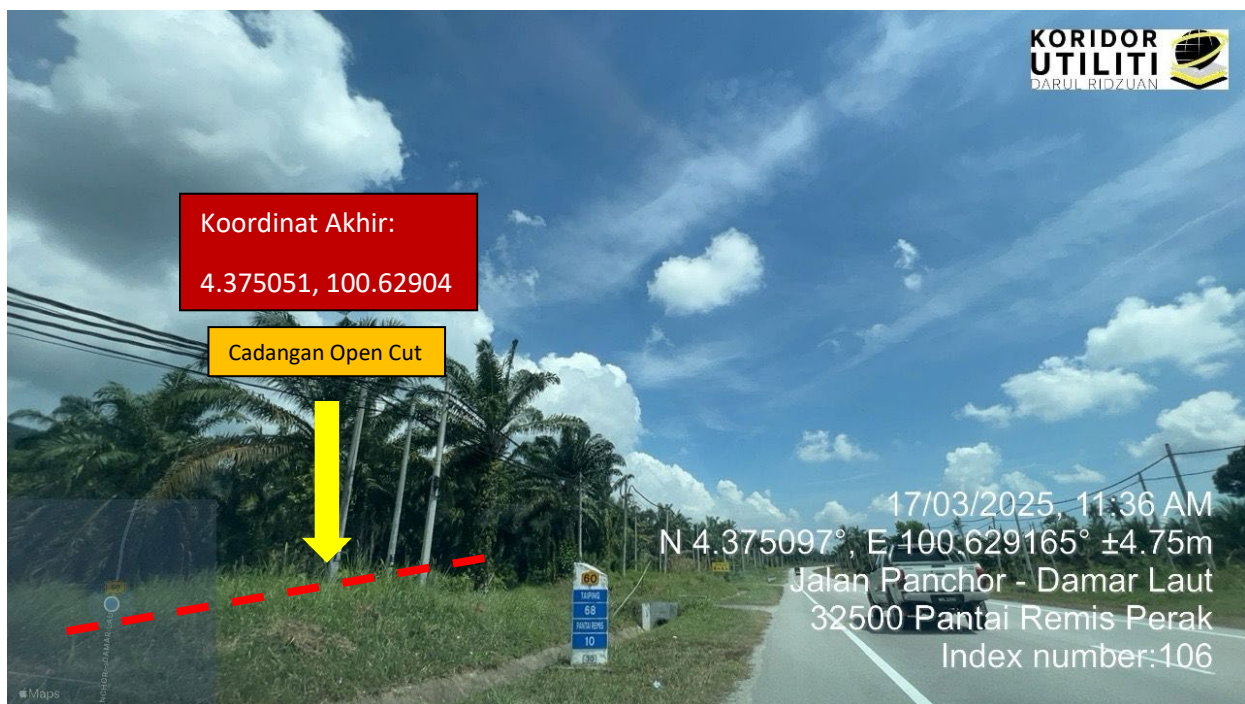 KORIDOR
UTILITI
DARUL RIDZUAN
Koordinat Akhir:
4.375051, 100.62904
Cadangan Open Cut
17/03/2025, 11:36 AM
N 4.375097°, E 100.629165° ±4.75m
Jalan Panchor - Damar Laut
32500 Pantai Remis Perak
Index number:106
60
TAIPING
68
PANTAI REMIS
10
Maps